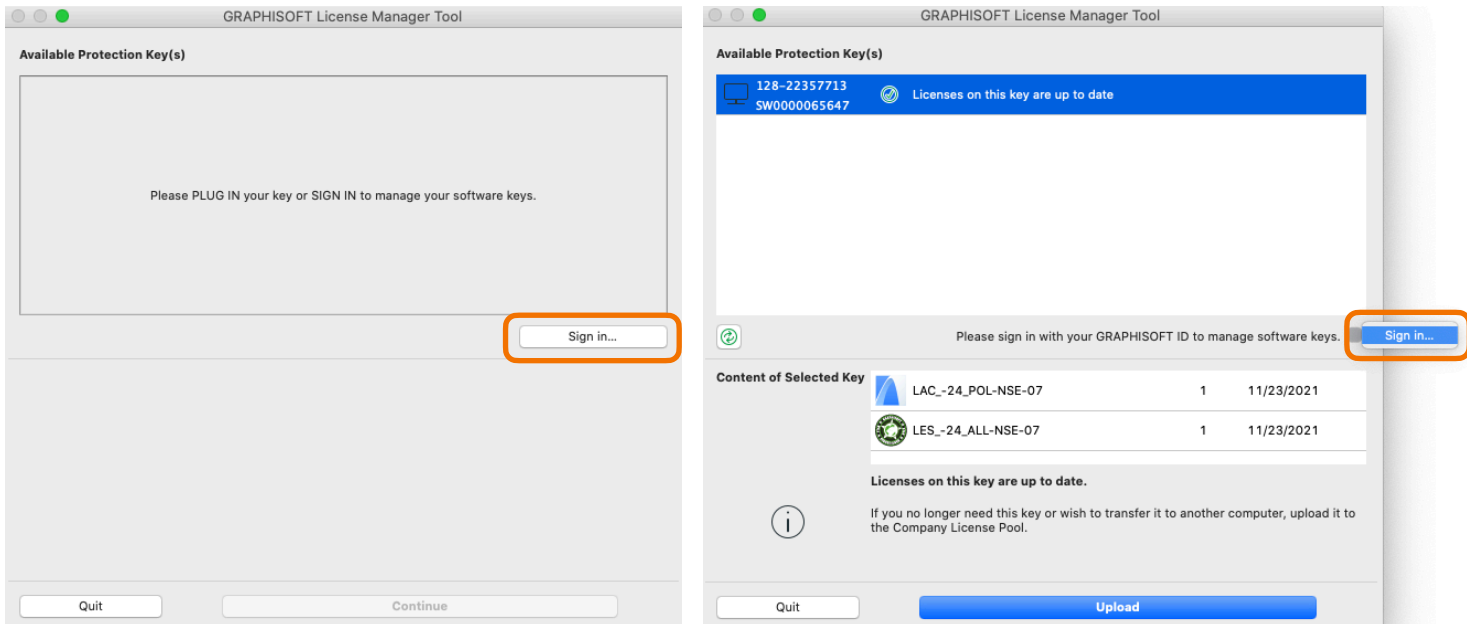 GRAPHISOFT License Manager Tool
Available Protection Key(s)
Please PLUG IN your key or SIGN IN to manage your software keys.
Sign in...
Quit
Continue
GRAPHISOFT License Manager Tool
Available Protection Key(s)
128-22357713
SW0000065647
Licenses on this key are up to date
Please sign in with your GRAPHISOFT ID to manage software keys.
Sign in...
Content of Selected Key
LAC_-24_POL-NSE-07 1 11/23/2021
LES_-24_ALL-NSE-07 1 11/23/2021
Licenses on this key are up to date.
If you no longer need this key or wish to transfer it to another computer, upload it to
the Company License Pool.
Quit
Upload